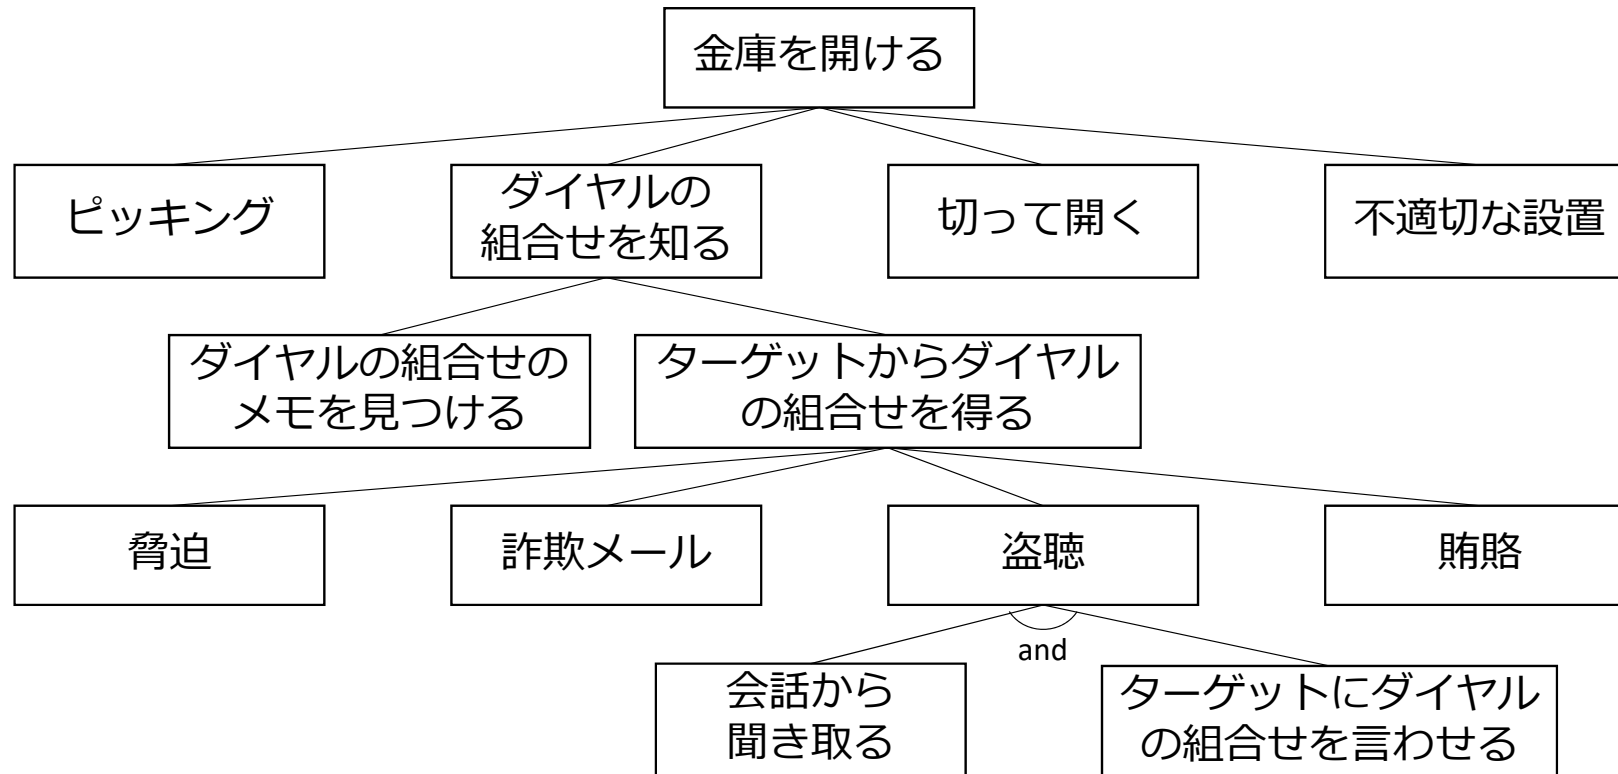 金庫を開ける
ピッキング
ダイヤルの
組合せを知る
切って開く
不適切な設置
ダイヤルの組合せの
メモを見つける
ターゲットからダイヤル
の組合せを得る
脅迫
詐欺メール
盗聴
賄賂
and
会話から
聞き取る
ターゲットにダイヤル
の組合せを言わせる